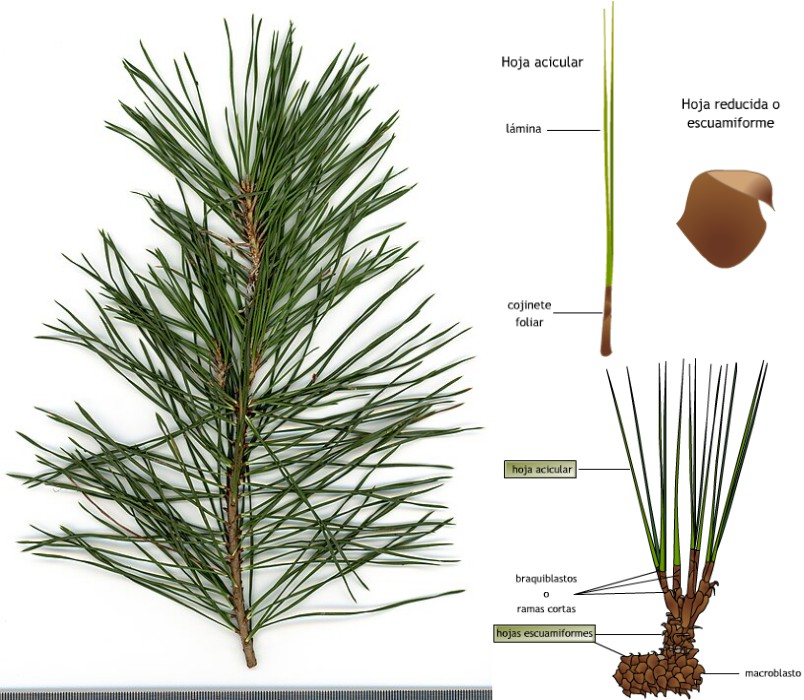 Hoja acicular
Hoja reducida o
escuamiforme
lámina
cojinete
foliar
hoja acicular
braquiblastos
o
ramas cortas
hojas escuamiformes
macroblasto